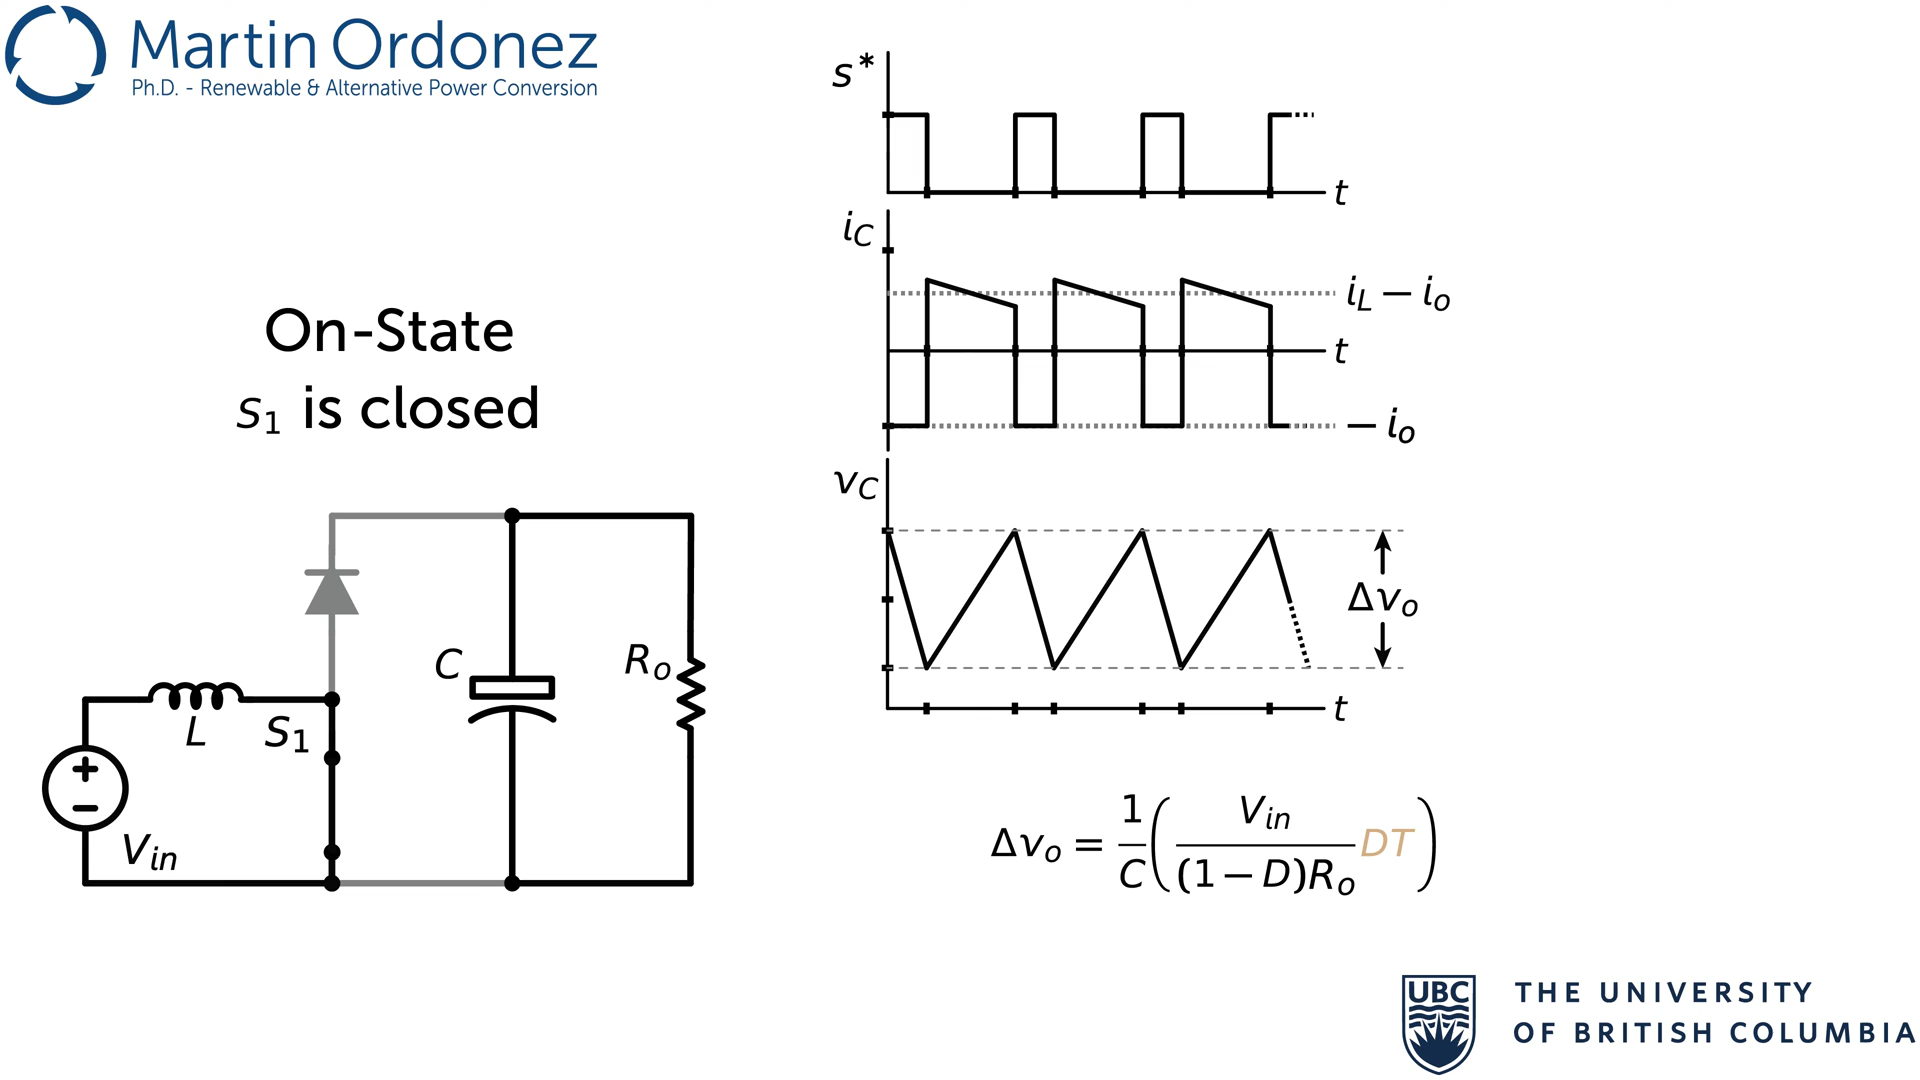 Martin Ordonez
Ph.D. - Renewable & Alternative Power Conversion
On-State
S₁ is closed
L
S₁
V_in
C
R_o
s*
t
i_C
i_L − i_o
t
− i_o
v_C
Δv_o
t
Δv_o = 1/C (V_in/((1−D)R_o) DT)
UBC
THE UNIVERSITY
OF BRITISH COLUMBIA